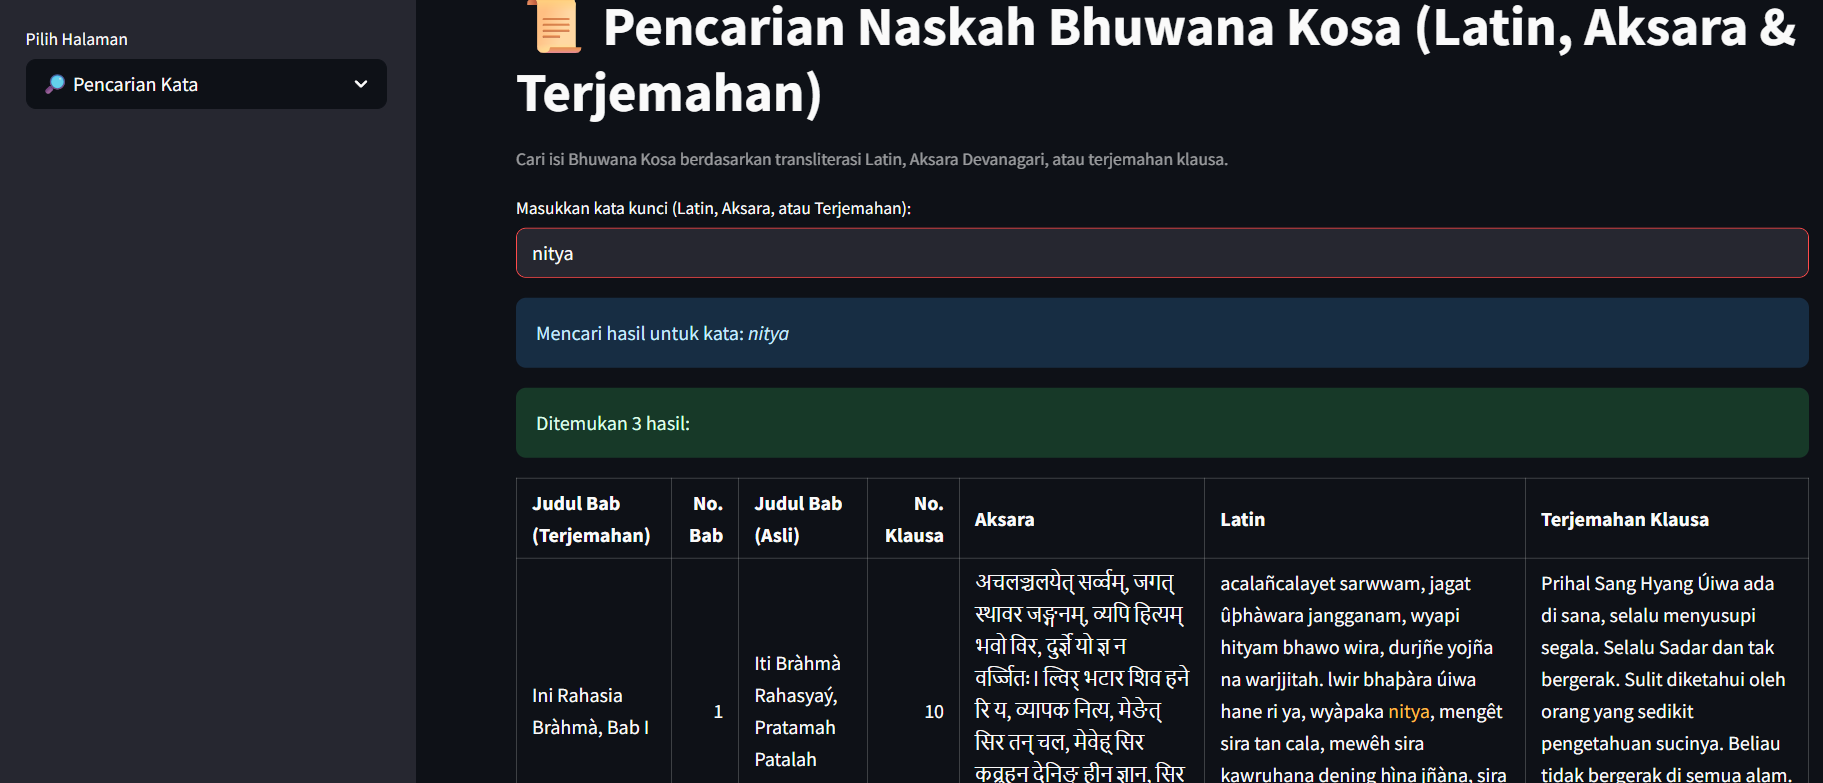 Pilih Halaman
Pencarian Kata
Pencarian Naskah Bhuwana Kosa (Latin, Aksara &
Terjemahan)
Cari isi Bhuwana Kosa berdasarkan transliterasi Latin, Aksara Devanagari, atau terjemahan klausa.
Masukkan kata kunci (Latin, Aksara, atau Terjemahan):
nitya
Mencari hasil untuk kata: nitya
Ditemukan 3 hasil:
Judul Bab
(Terjemahan)
No.
Bab
Judul Bab
(Asli)
No.
Klausa
Aksara
Latin
Terjemahan Klausa
Ini Rahasia
Bràhmà, Bab I
1
Iti Bràhmà
Rahasyaý,
Pratamah
Patalah
10
अचलञ्चलयेत् सर्व्वम्, जगत्
स्थावर जङ्गनम्, व्यपि हित्यम्
भवो विर, दुर्ज्ञे यो ज्ञ न
वर्ज्जितः। ल्विर् भटार शिव हने
रि य, व्यापक नित्य, मेङेत्
सिर तन् चल, मेवेह् सिर
कव्रुहन देनिङ हीन ज्ञान, सिर
acalañcalayet sarwwam, jagat
ûþhàwara jangganam, wyapi
hityam bhawo wira, durjñe yojña
na warjjitah. lwir bhaþàra úiwa
hane ri ya, wyàpaka nitya, mengêt
sira tan cala, mewêh sira
kawruhana dening hìna jñàna, sira
Prihal Sang Hyang Úiwa ada
di sana, selalu menyusupi
segala. Selalu Sadar dan tak
bergerak. Sulit diketahui oleh
orang yang sedikit
pengetahuan sucinya. Beliau
tidak bergerak di semua alam.